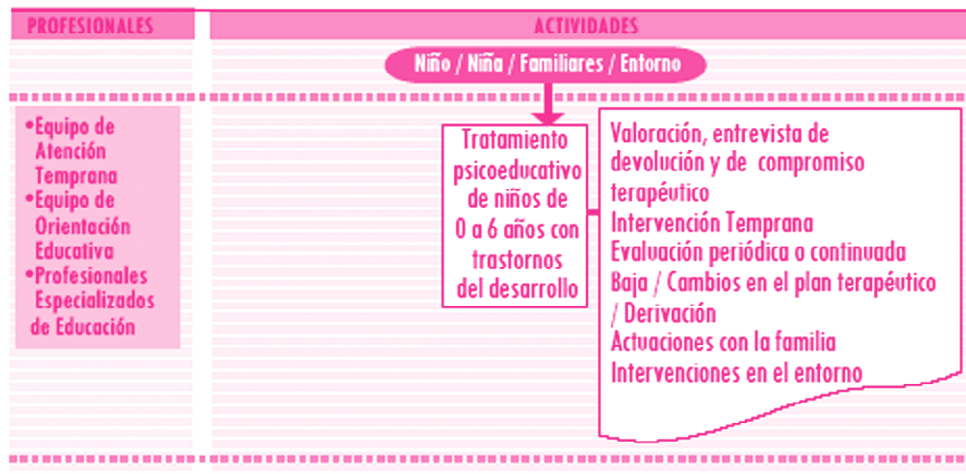 PROFESIONALES
ACTIVIDADES
Niño / Niña / Familiares / Entorno
•Equipo de
Atención
Temprana
•Equipo de
Orientación
Educativa
•Profesionales
Especializados
de Educación
Tratamiento
psicoeducativo
de niños de
0 a 6 años con
trastornos
del desarrollo
Valoración, entrevista de
devolución y de compromiso
terapéutico
Intervención Temprana
Evaluación periódica o continuada
Baja / Cambios en el plan terapéutico
/ Derivación
Actuaciones con la familia
Intervenciones en el entorno